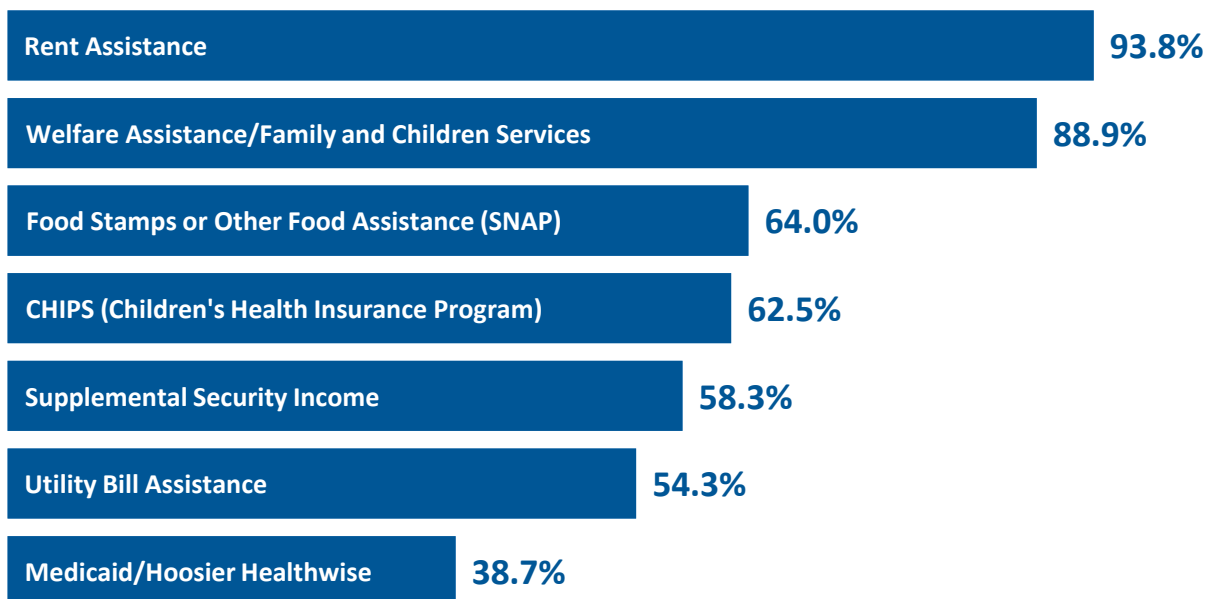 Rent Assistance 93.8%
Welfare Assistance/Family and Children Services 88.9%
Food Stamps or Other Food Assistance (SNAP) 64.0%
CHIPS (Children's Health Insurance Program) 62.5%
Supplemental Security Income 58.3%
Utility Bill Assistance 54.3%
Medicaid/Hoosier Healthwise 38.7%